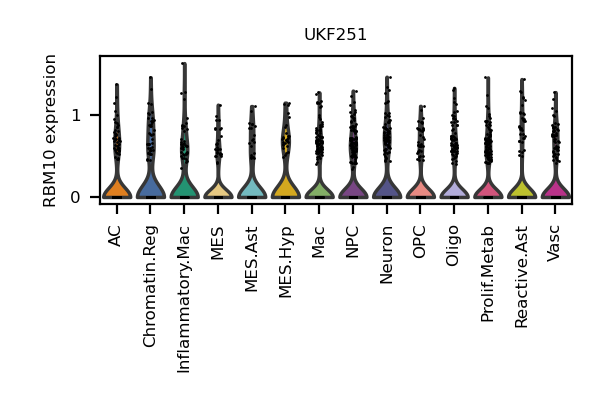 UKF251
RBM10 expression
1
0
AC
Chromatin.Reg
Inflammatory.Mac
MES
MES.Ast
MES.Hyp
Mac
NPC
Neuron
OPC
Oligo
Prolif.Metab
Reactive.Ast
Vasc